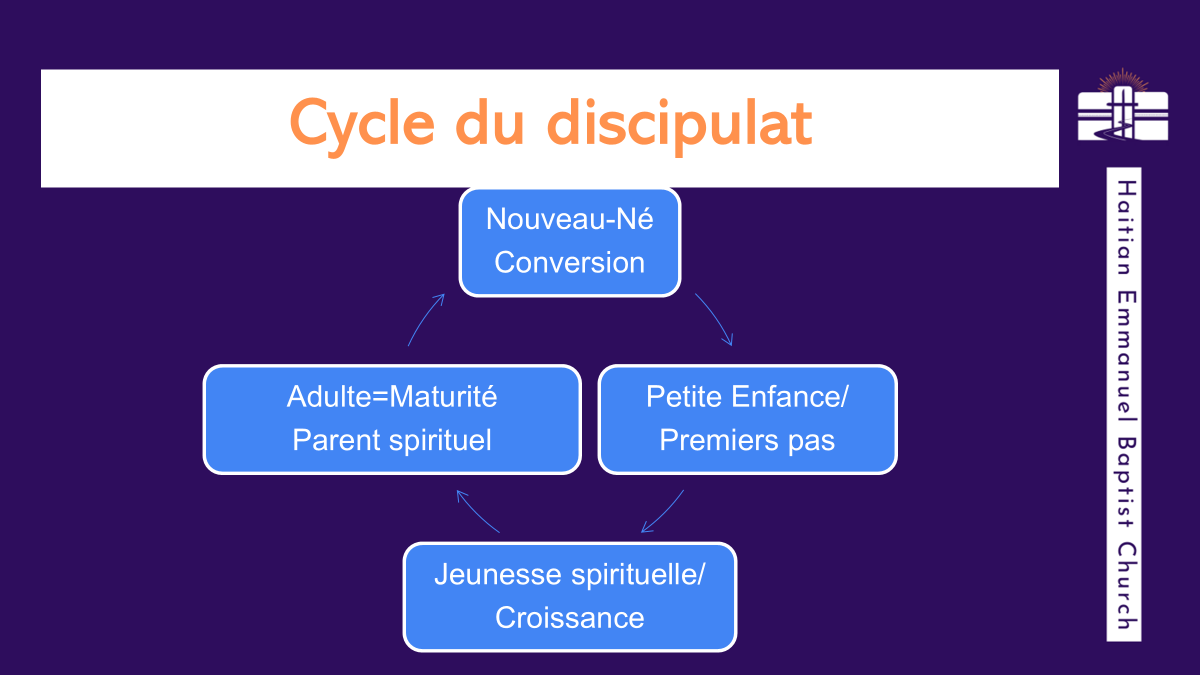 Cycle du discipulat
Nouveau-Né
Conversion
Adulte=Maturité
Parent spirituel
Petite Enfance/
Premiers pas
Jeunesse spirituelle/
Croissance
Haitian Emmanuel Baptist Church